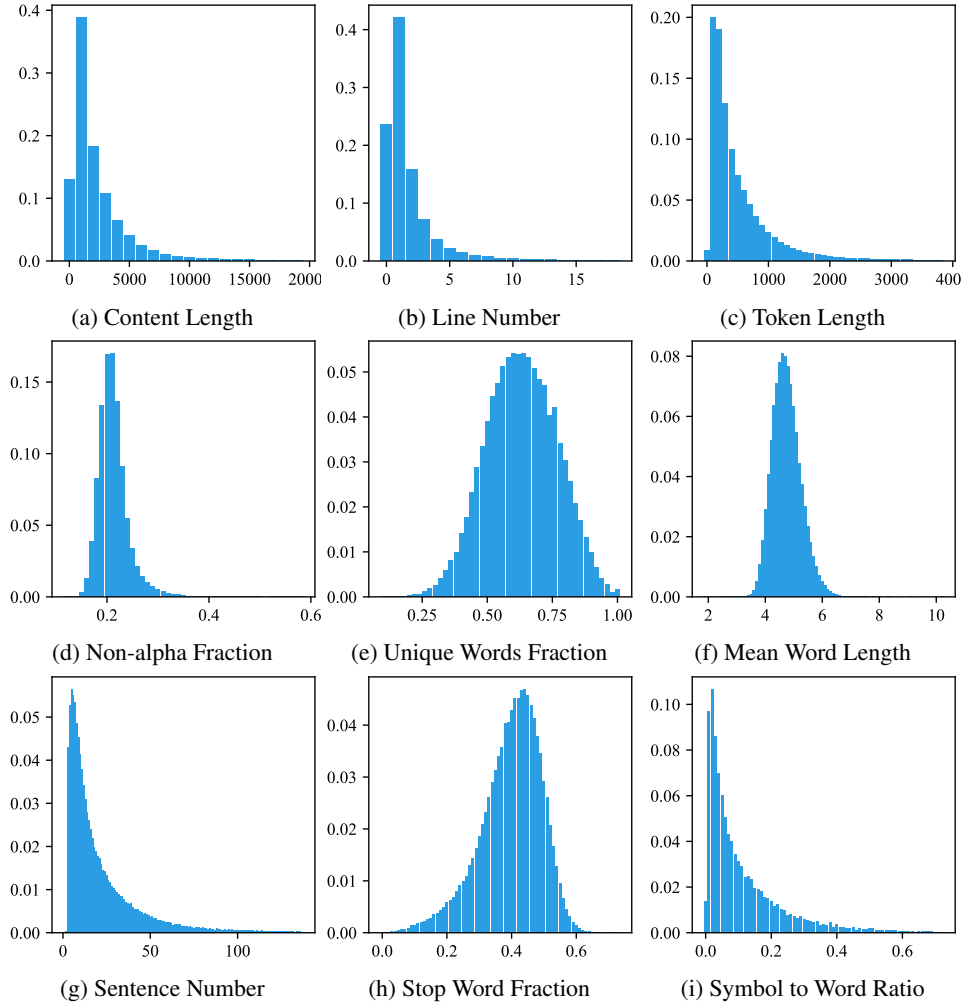 0.4
0.3
0.2
0.1
0.0
0 5000 10000 15000 2000
(a) Content Length
0.4
0.3
0.2
0.1
0.0
0 5 10 15
(b) Line Number
0.20
0.15
0.10
0.05
0.00
0 1000 2000 3000 400
(c) Token Length
0.15
0.10
0.05
0.00
0.2 0.4 0.6
(d) Non-alpha Fraction
0.05
0.04
0.03
0.02
0.01
0.00
0.25 0.50 0.75 1.00
(e) Unique Words Fraction
0.08
0.06
0.04
0.02
0.00
2 4 6 8 10
(f) Mean Word Length
0.05
0.04
0.03
0.02
0.01
0.00
0 50 100
(g) Sentence Number
0.04
0.03
0.02
0.01
0.00
0.0 0.2 0.4 0.6
(h) Stop Word Fraction
0.10
0.08
0.06
0.04
0.02
0.00
0.0 0.2 0.4 0.6
(i) Symbol to Word Ratio